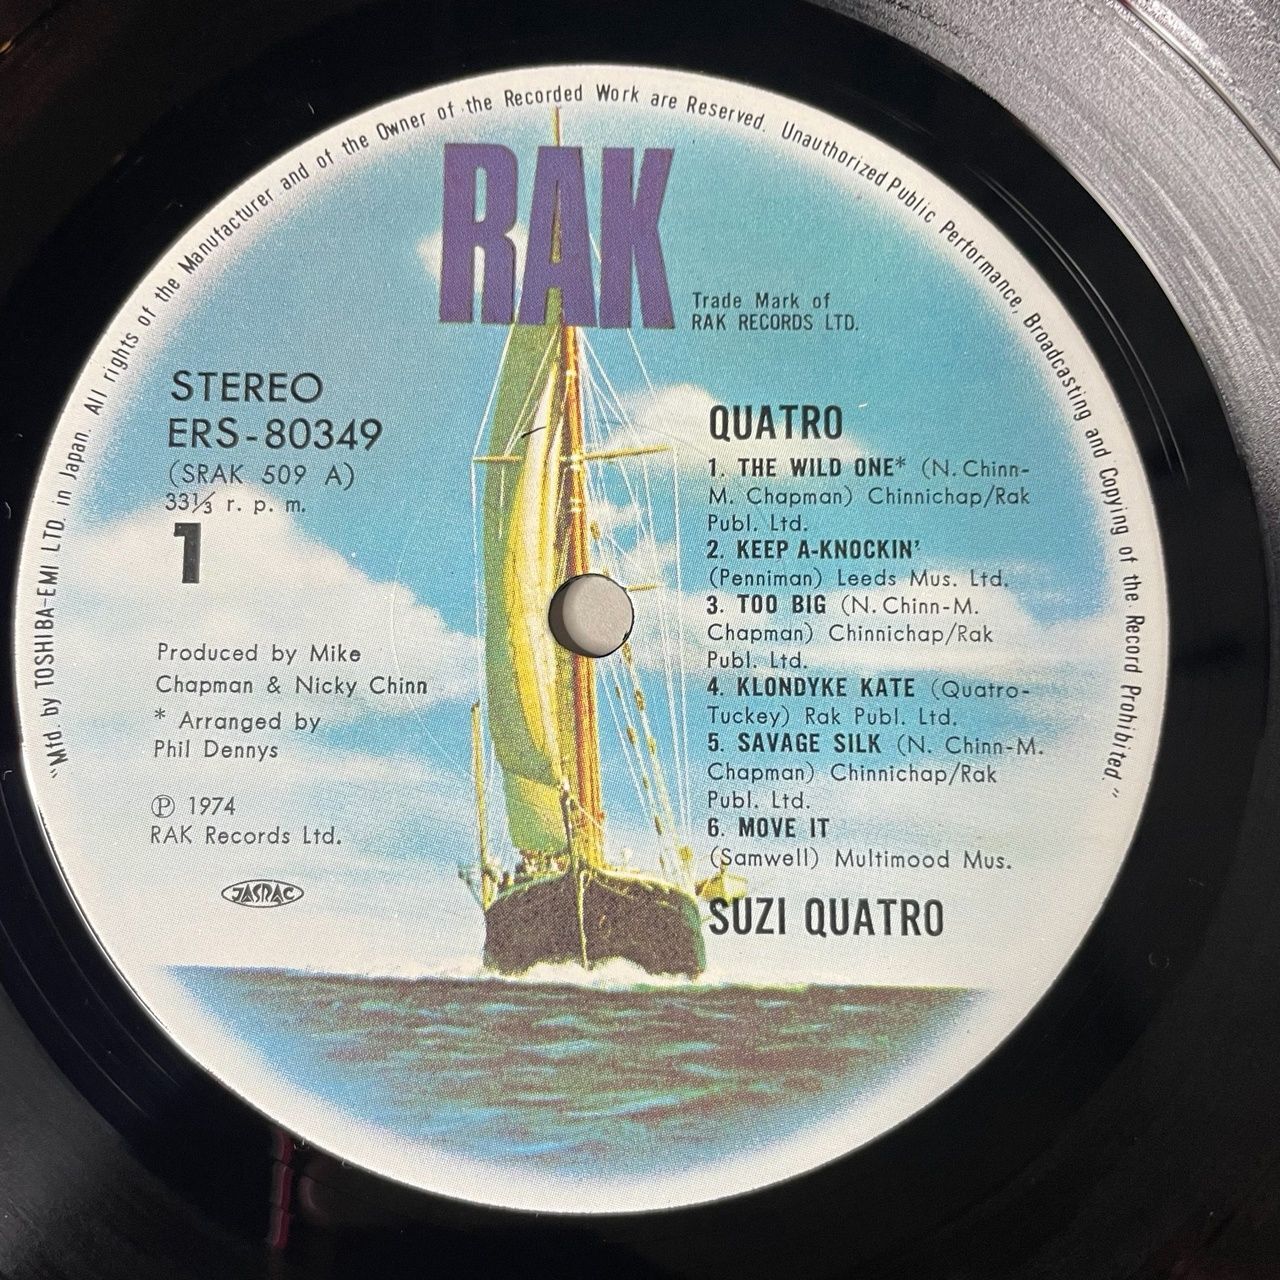 "Mfd. by TOSHIBA-EMI LTD. in Japan. All rights of the Manufacturer and of the Owner of the Recorded Work are Reserved. Unauthorized Public Performance, Broadcasting and Copying of the Record Prohibited."
RAK
Trade Mark of
RAK RECORDS LTD.
STEREO
ERS-80349
(SRAK 509 A)
33⅓ r. p. m.
1
Produced by Mike
Chapman & Nicky Chinn
* Arranged by
Phil Dennys
℗ 1974
RAK Records Ltd.
JASRAC
QUATRO
1. THE WILD ONE* (N. Chinn-
M. Chapman) Chinnichap/Rak
Publ. Ltd.
2. KEEP A-KNOCKIN'
(Penniman) Leeds Mus. Ltd.
3. TOO BIG (N. Chinn-M.
Chapman) Chinnichap/Rak
Publ. Ltd.
4. KLONDYKE KATE (Quatro-
Tuckey) Rak Publ. Ltd.
5. SAVAGE SILK (N. Chinn-M.
Chapman) Chinnichap/Rak
Publ. Ltd.
6. MOVE IT
(Samwell) Multimood Mus.
SUZI QUATRO